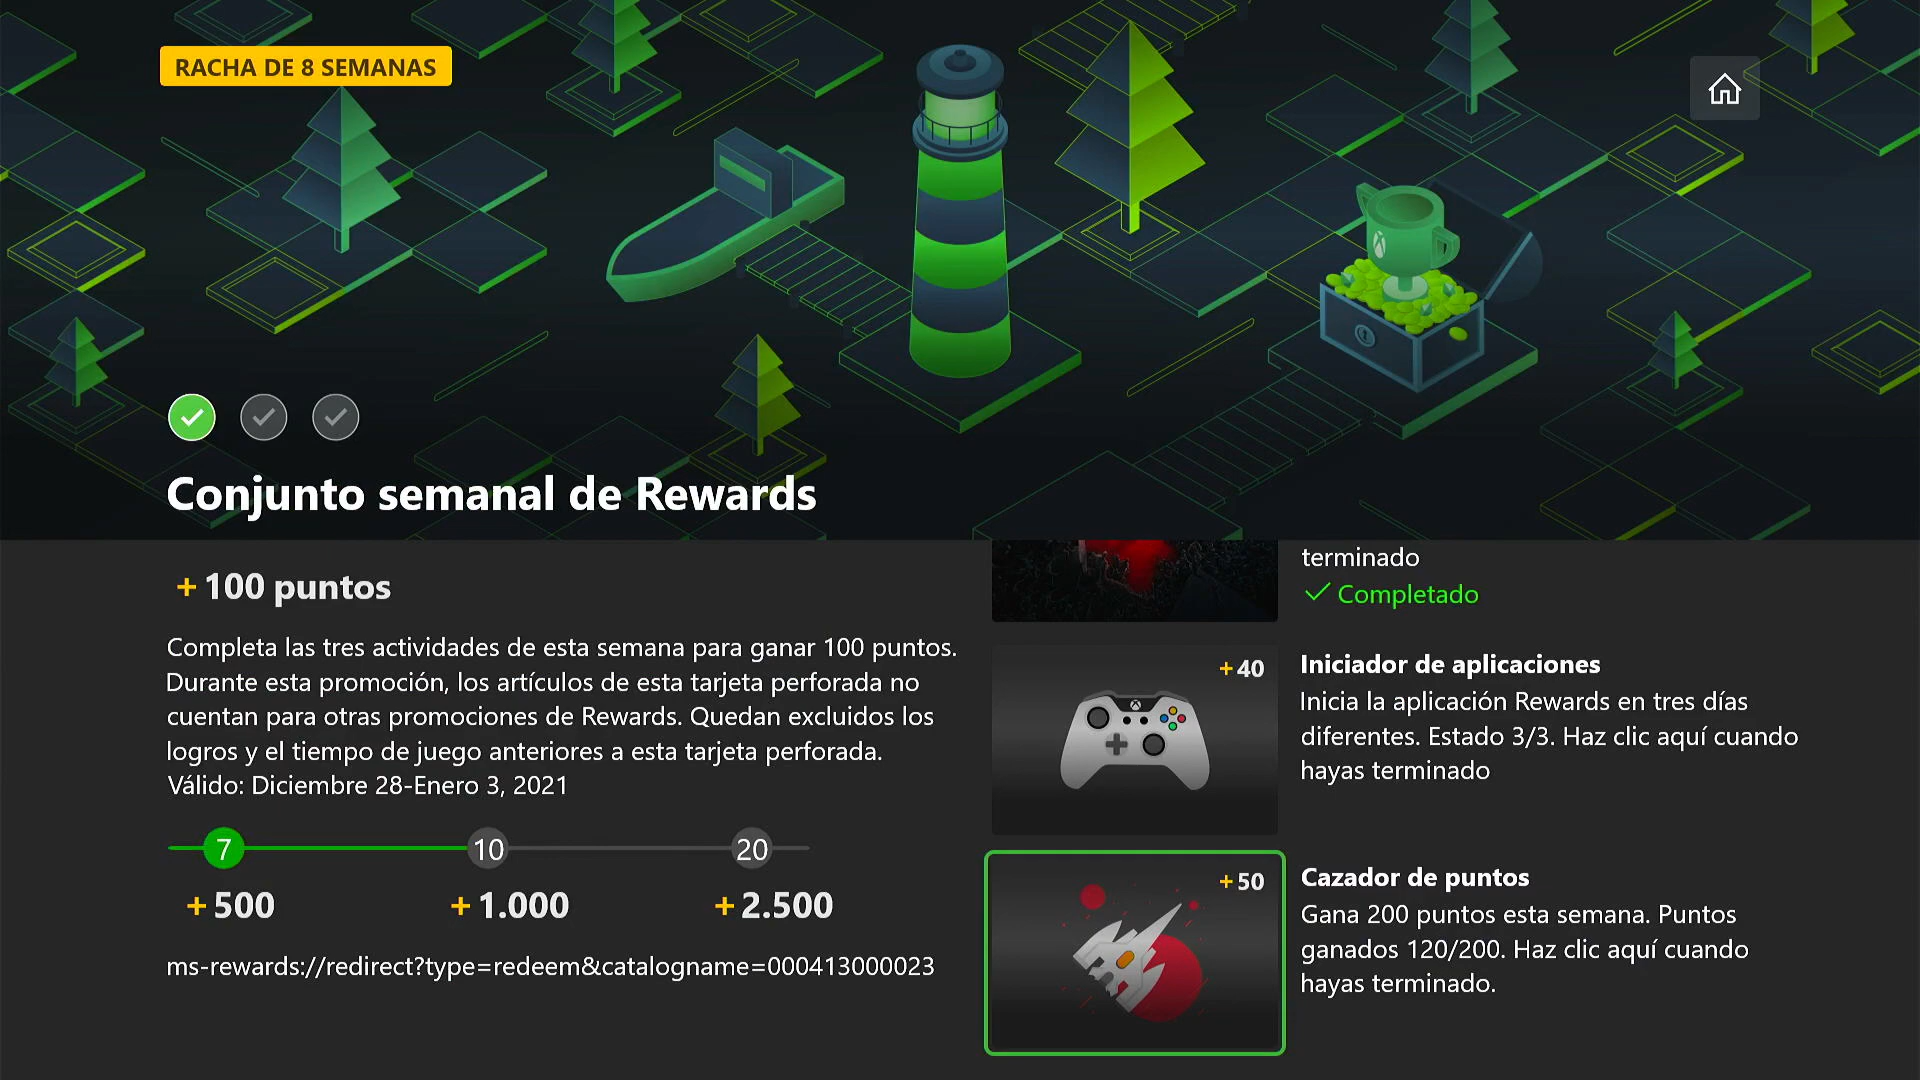 RACHA DE 8 SEMANAS
Conjunto semanal de Rewards
+ 100 puntos
Completa las tres actividades de esta semana para ganar 100 puntos.
Durante esta promoción, los artículos de esta tarjeta perforada no
cuentan para otras promociones de Rewards. Quedan excluidos los
logros y el tiempo de juego anteriores a esta tarjeta perforada.
Válido: Diciembre 28-Enero 3, 2021
7 10 20
+ 500 + 1.000 + 2.500
ms-rewards://redirect?type=redeem&catalogname=000413000023
terminado
Completado
+40
Iniciador de aplicaciones
Inicia la aplicación Rewards en tres días
diferentes. Estado 3/3. Haz clic aquí cuando
hayas terminado
+50
Cazador de puntos
Gana 200 puntos esta semana. Puntos
ganados 120/200. Haz clic aquí cuando
hayas terminado.